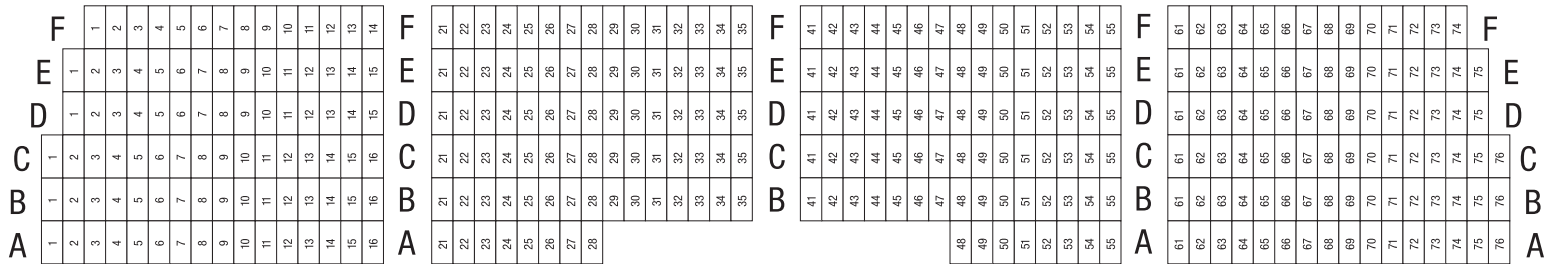 F 1 2 3 4 5 6 7 8 9 10 11 12 13 14 F 21 22 23 24 25 26 27 28 29 30 31 32 33 34 35 F 41 42 43 44 45 46 47 48 49 50 51 52 53 54 55 F 61 62 63 64 65 66 67 68 69 70 71 72 73 74 F
E 1 2 3 4 5 6 7 8 9 10 11 12 13 14 15 E 21 22 23 24 25 26 27 28 29 30 31 32 33 34 35 E 41 42 43 44 45 46 47 48 49 50 51 52 53 54 55 E 61 62 63 64 65 66 67 68 69 70 71 72 73 74 75 E
D 1 2 3 4 5 6 7 8 9 10 11 12 13 14 15 D 21 22 23 24 25 26 27 28 29 30 31 32 33 34 35 D 41 42 43 44 45 46 47 48 49 50 51 52 53 54 55 D 61 62 63 64 65 66 67 68 69 70 71 72 73 74 75 D
C 1 2 3 4 5 6 7 8 9 10 11 12 13 14 15 16 C 21 22 23 24 25 26 27 28 29 30 31 32 33 34 35 C 41 42 43 44 45 46 47 48 49 50 51 52 53 54 55 C 61 62 63 64 65 66 67 68 69 70 71 72 73 74 75 76 C
B 1 2 3 4 5 6 7 8 9 10 11 12 13 14 15 16 B 21 22 23 24 25 26 27 28 29 30 31 32 33 34 35 B 41 42 43 44 45 46 47 48 49 50 51 52 53 54 55 B 61 62 63 64 65 66 67 68 69 70 71 72 73 74 75 76 B
A 1 2 3 4 5 6 7 8 9 10 11 12 13 14 15 16 A 21 22 23 24 25 26 27 28 48 49 50 51 52 53 54 55 A 61 62 63 64 65 66 67 68 69 70 71 72 73 74 75 76 A